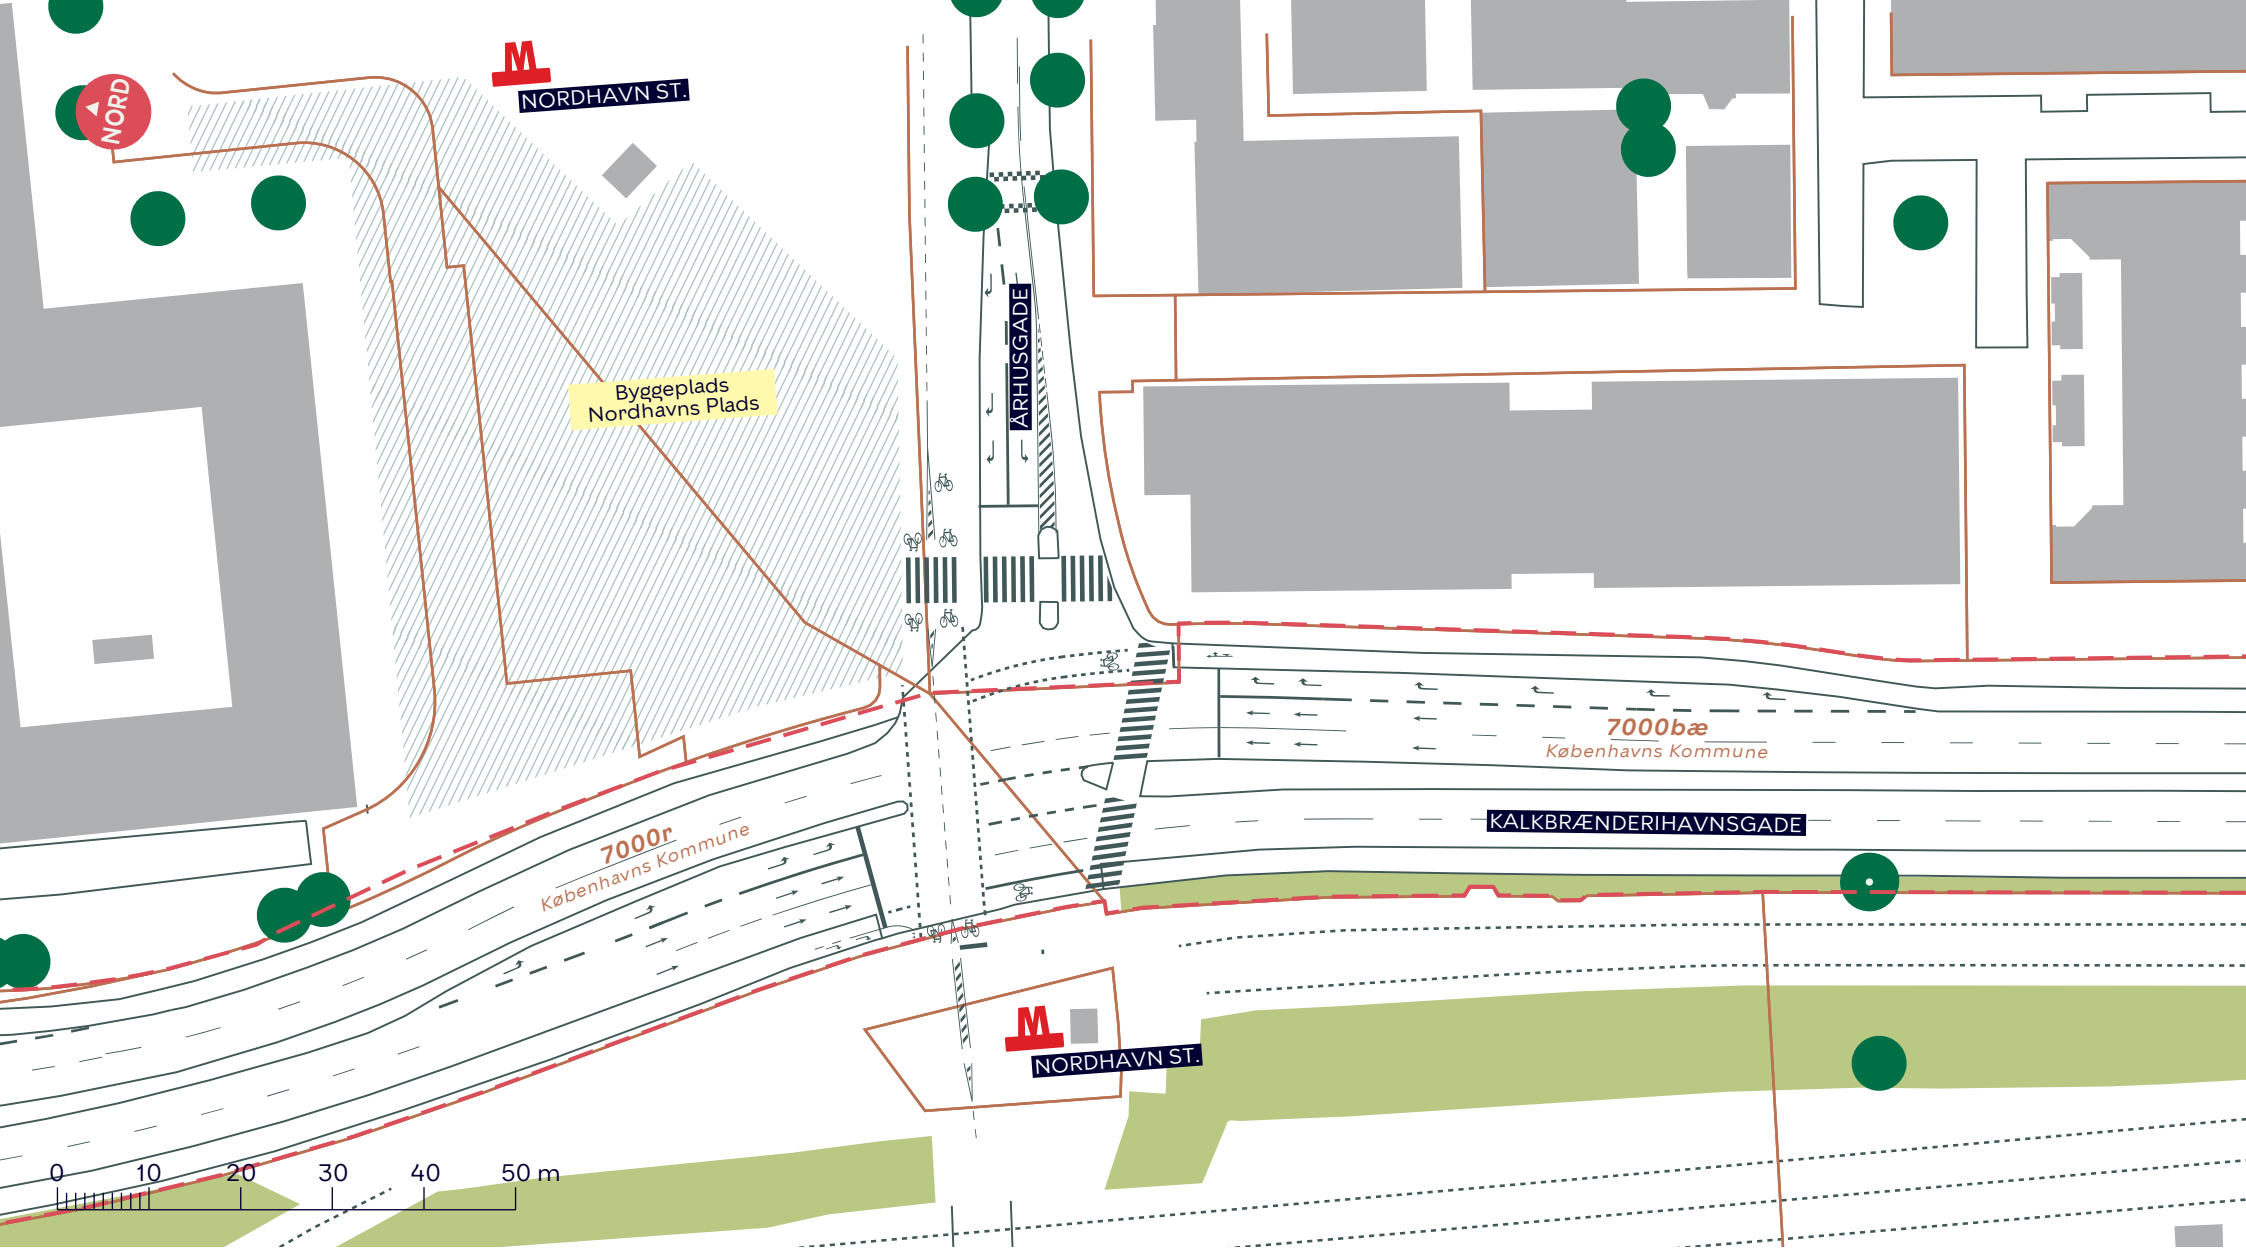 M
NORDHAVN ST.
NORD
ÅRHUSGADE
Byggeplads
Nordhavns Plads
7000bæ
Københavns Kommune
KALKBRÆNDERIHAVNSGADE
7000r
Københavns Kommune
M
NORDHAVN ST.
0 10 20 30 40 50 m